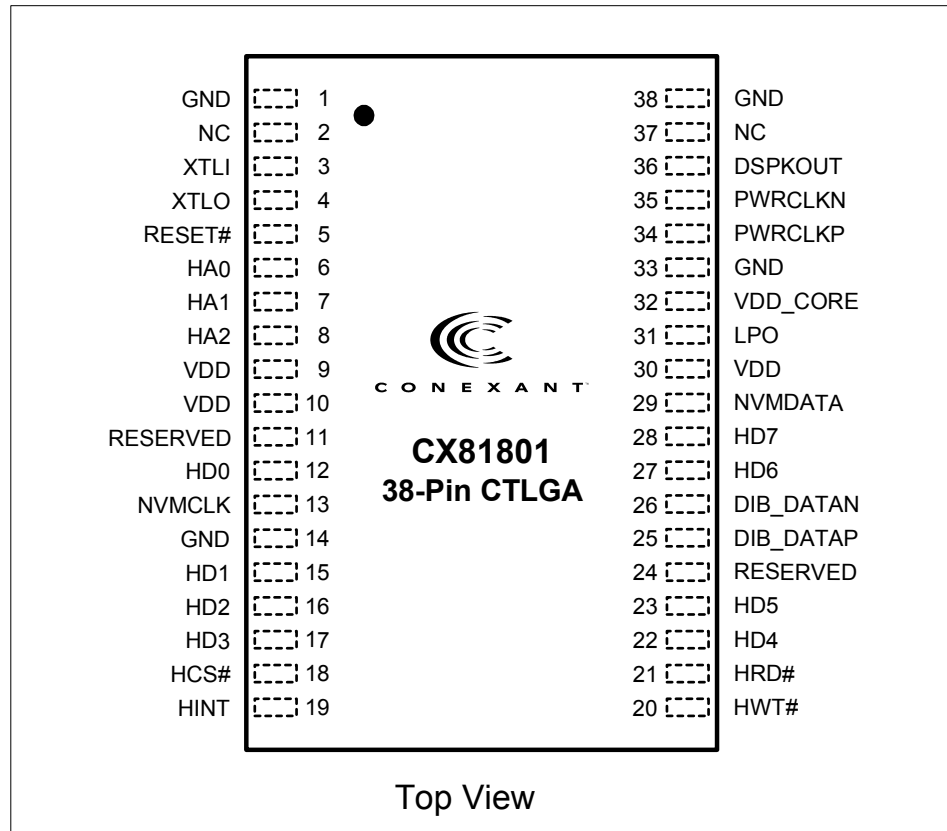 GND 1 38 GND
NC 2 37 NC
XTLI 3 36 DSPKOUT
XTLO 4 35 PWRCLKN
RESET# 5 34 PWRCLKP
HA0 6 33 GND
HA1 7 32 VDD_CORE
HA2 8 31 LPO
VDD 9 30 VDD
CONEXANT
VDD 10 29 NVMDATA
RESERVED 11 28 HD7
CX81801
HD0 12 27 HD6
38-Pin CTLGA
NVMCLK 13 26 DIB_DATAN
GND 14 25 DIB_DATAP
HD1 15 24 RESERVED
HD2 16 23 HD5
HD3 17 22 HD4
HCS# 18 21 HRD#
HINT 19 20 HWT#
Top View